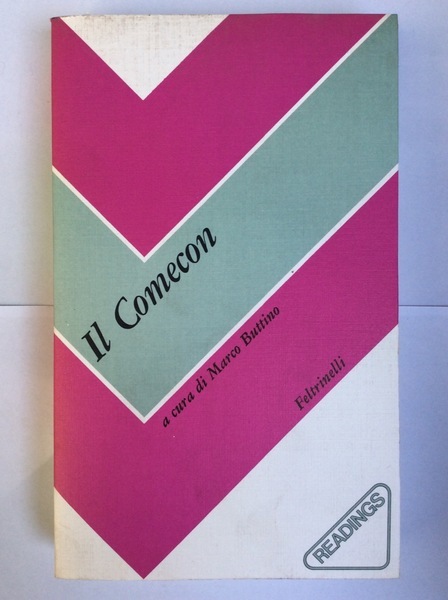 Il Comecon
a cura di Marco Buttino
Feltrinelli
READINGS